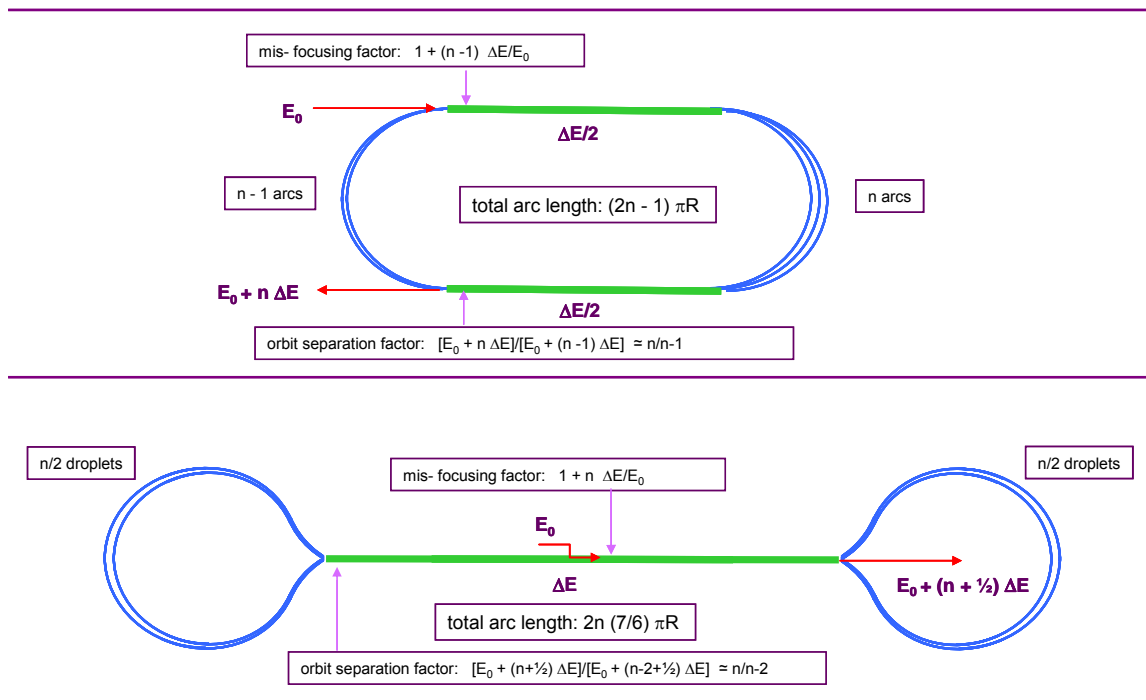 mis- focusing factor: 1 + (n -1) ΔE/E₀
E₀
ΔE/2
n - 1 arcs
total arc length: (2n - 1) πR
n arcs
E₀ + n ΔE
ΔE/2
orbit separation factor: [E₀ + n ΔE]/[E₀ + (n -1) ΔE] ≃ n/n-1
n/2 droplets
n/2 droplets
mis- focusing factor: 1 + n ΔE/E₀
E₀
ΔE
E₀ + (n + ½) ΔE
total arc length: 2n (7/6) πR
orbit separation factor: [E₀ + (n+½) ΔE]/[E₀ + (n-2+½) ΔE] ≃ n/n-2